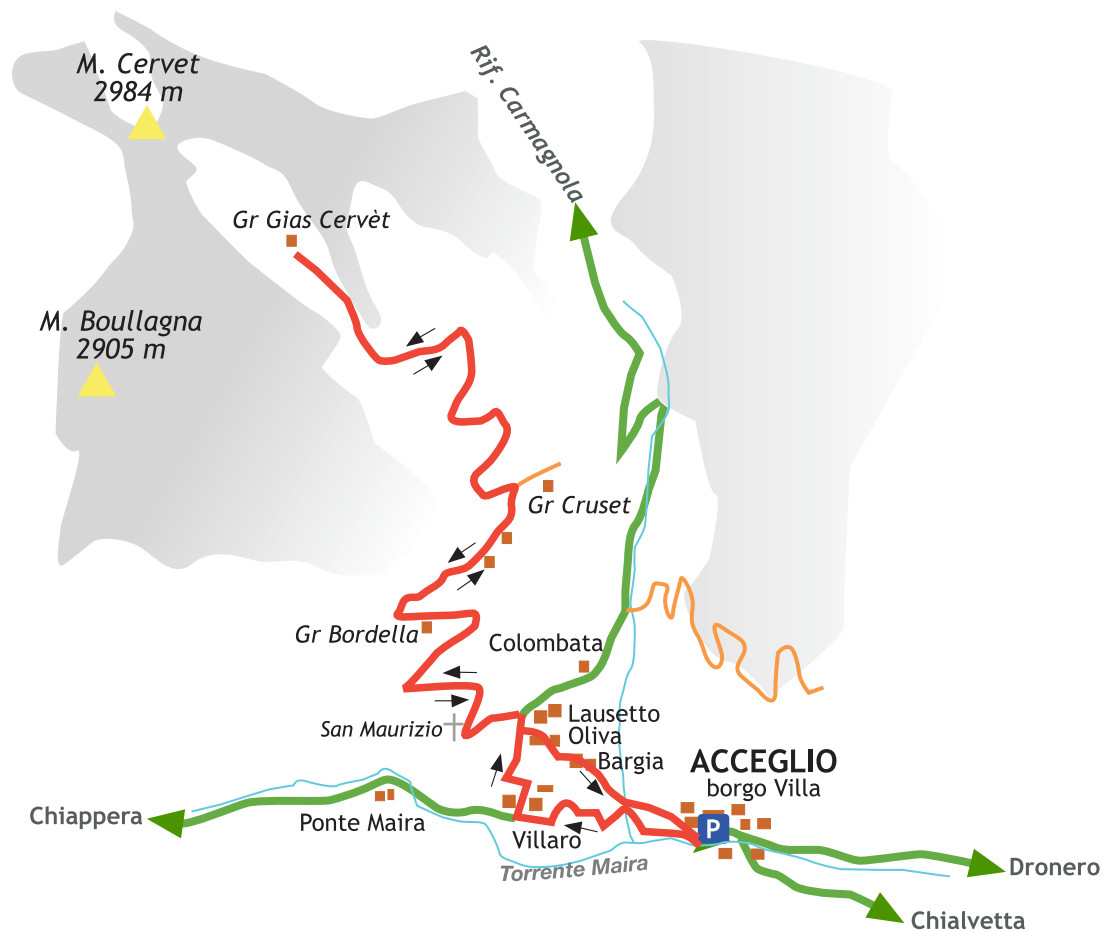 M. Cervet
2984 m
Rif. Carmagnola
Gr Gias Cervèt
M. Boullagna
2905 m
Gr Cruset
Gr Bordella
Colombata
San Maurizio
Lausetto
Oliva
Bargia
ACCEGLIO
borgo Villa
P
Chiappera
Ponte Maira
Villaro
Torrente Maira
Dronero
Chialvetta